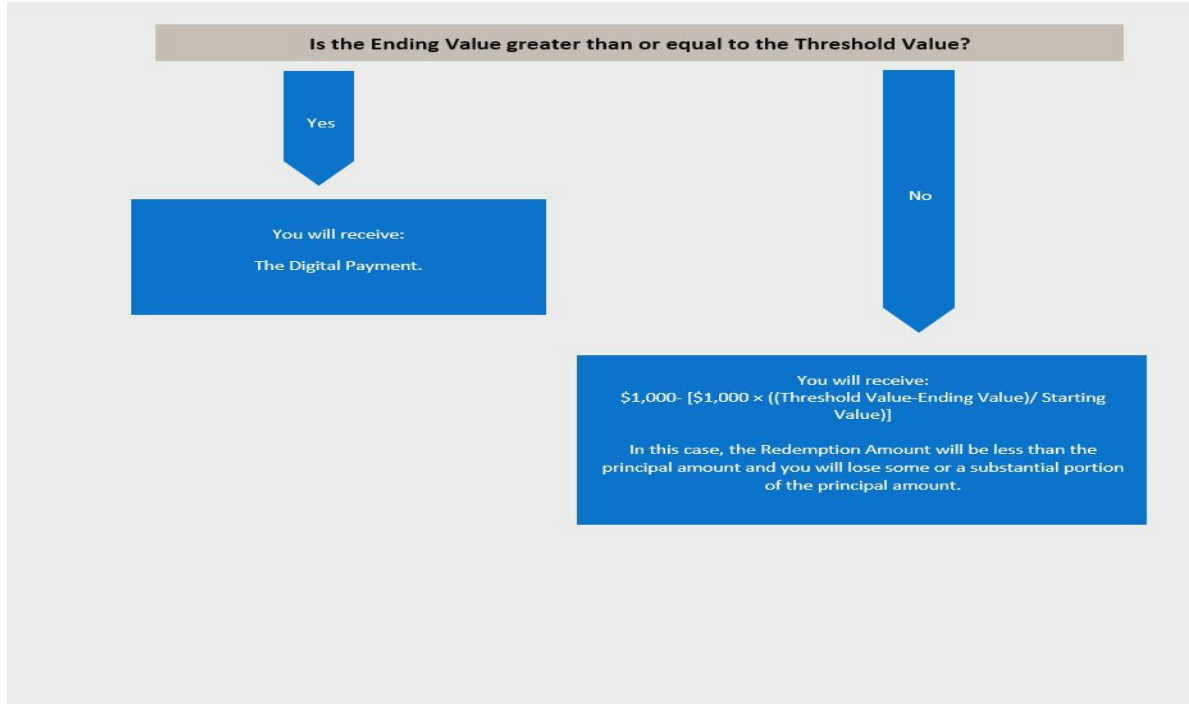 Is the Ending Value greater than or equal to the Threshold Value?
Yes
No
You will receive:
The Digital Payment.
You will receive:
$1,000- [$1,000 × ((Threshold Value-Ending Value)/ Starting
Value)]
In this case, the Redemption Amount will be less than the
principal amount and you will lose some or a substantial portion
of the principal amount.